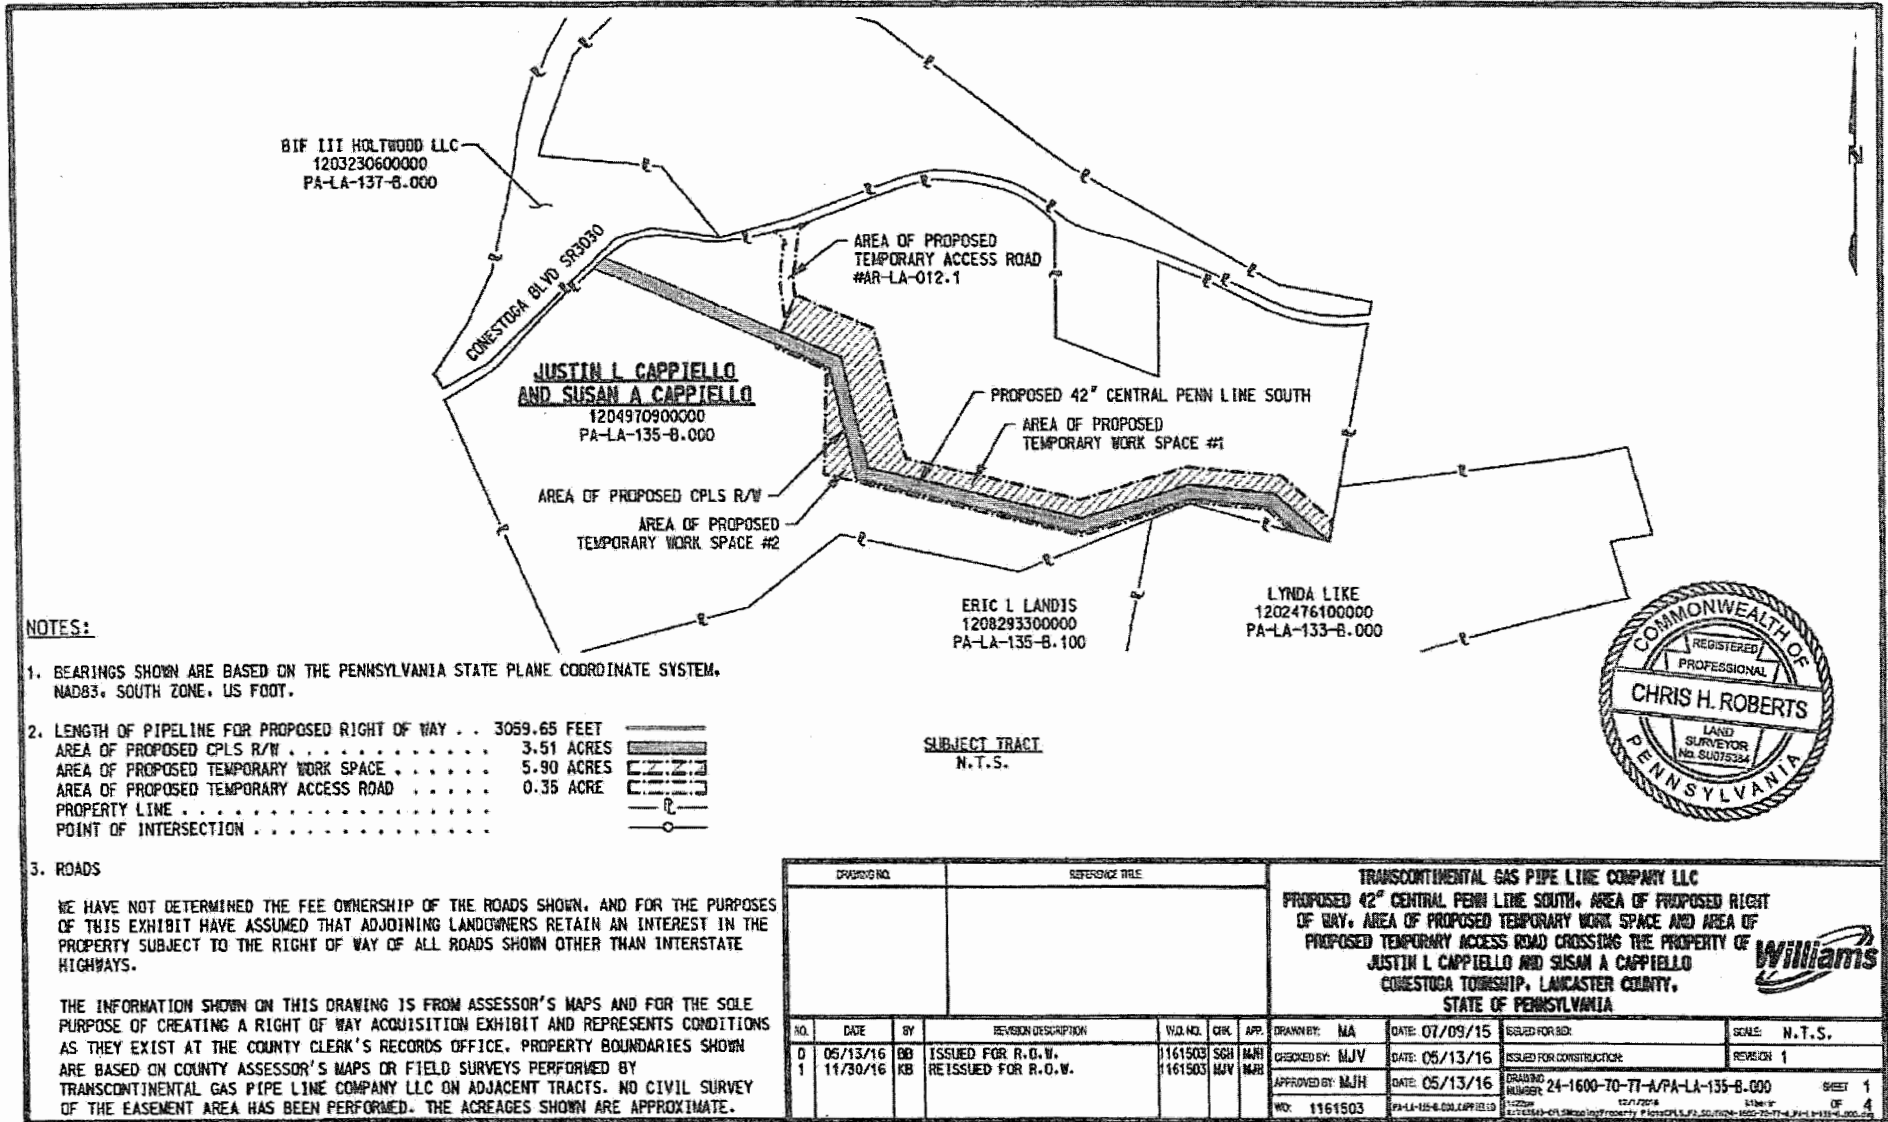 BIF III HOLTWOOD LLC
1203230600000
PA-LA-137-B.000
CONESTOGA BLVD SR3030
AREA OF PROPOSED
TEMPORARY ACCESS ROAD
#AR-LA-012.1
JUSTIN L CAPPIELLO
AND SUSAN A CAPPIELLO
1204970900000
PA-LA-135-B.000
PROPOSED 42" CENTRAL PENN LINE SOUTH
AREA OF PROPOSED
TEMPORARY WORK SPACE #1
AREA OF PROPOSED CPLS R/W
AREA OF PROPOSED
TEMPORARY WORK SPACE #2
ERIC L LANDIS
1208293300000
PA-LA-135-B.100
LYNDA LIKE
1202476100000
PA-LA-133-B.000
N
COMMONWEALTH OF
REGISTERED
PROFESSIONAL
CHRIS H. ROBERTS
LAND
SURVEYOR
No. SU075384
PENNSYLVANIA
NOTES:
1. BEARINGS SHOWN ARE BASED ON THE PENNSYLVANIA STATE PLANE COORDINATE SYSTEM,
NAD83, SOUTH ZONE, US FOOT.
2. LENGTH OF PIPELINE FOR PROPOSED RIGHT OF WAY . . 3059.65 FEET
AREA OF PROPOSED CPLS R/W . . . . . . . . . . . . 3.51 ACRES
AREA OF PROPOSED TEMPORARY WORK SPACE . . . . . . 5.90 ACRES
AREA OF PROPOSED TEMPORARY ACCESS ROAD . . . . . 0.35 ACRE
PROPERTY LINE . . . . . . . . . . . . . . . . . .
POINT OF INTERSECTION . . . . . . . . . . . . . .
SUBJECT TRACT
N.T.S.
3. ROADS
WE HAVE NOT DETERMINED THE FEE OWNERSHIP OF THE ROADS SHOWN, AND FOR THE PURPOSES
OF THIS EXHIBIT HAVE ASSUMED THAT ADJOINING LANDOWNERS RETAIN AN INTEREST IN THE
PROPERTY SUBJECT TO THE RIGHT OF WAY OF ALL ROADS SHOWN OTHER THAN INTERSTATE
HIGHWAYS.
THE INFORMATION SHOWN ON THIS DRAWING IS FROM ASSESSOR'S MAPS AND FOR THE SOLE
PURPOSE OF CREATING A RIGHT OF WAY ACQUISITION EXHIBIT AND REPRESENTS CONDITIONS
AS THEY EXIST AT THE COUNTY CLERK'S RECORDS OFFICE. PROPERTY BOUNDARIES SHOWN
ARE BASED ON COUNTY ASSESSOR'S MAPS OR FIELD SURVEYS PERFORMED BY
TRANSCONTINENTAL GAS PIPE LINE COMPANY LLC ON ADJACENT TRACTS. NO CIVIL SURVEY
OF THE EASEMENT AREA HAS BEEN PERFORMED. THE ACREAGES SHOWN ARE APPROXIMATE.
DRAWING NO. REFERENCE TITLE
TRANSCONTINENTAL GAS PIPE LINE COMPANY LLC
PROPOSED 42" CENTRAL PENN LINE SOUTH, AREA OF PROPOSED RIGHT
OF WAY, AREA OF PROPOSED TEMPORARY WORK SPACE AND AREA OF
PROPOSED TEMPORARY ACCESS ROAD CROSSING THE PROPERTY OF
JUSTIN L CAPPIELLO AND SUSAN A CAPPIELLO
CONESTOGA TOWNSHIP, LANCASTER COUNTY,
STATE OF PENNSYLVANIA
Williams
NO. DATE BY REVISION DESCRIPTION W.O. NO. CHK. APP.
0 05/13/16 BB ISSUED FOR R.O.W. 1161503 SGH MJH
1 11/30/16 KB REISSUED FOR R.O.W. 1161503 MJV MJH
DRAWN BY: MA DATE: 07/09/15 ISSUED FOR BID: SCALE: N.T.S.
CHECKED BY: MJV DATE: 05/13/16 ISSUED FOR CONSTRUCTION: REVISION 1
APPROVED BY: MJH DATE: 05/13/16 DRAWING NUMBER: 24-1600-70-TT-A/PA-LA-135-B.000 SHEET 1
WO: 1161503 OF 4